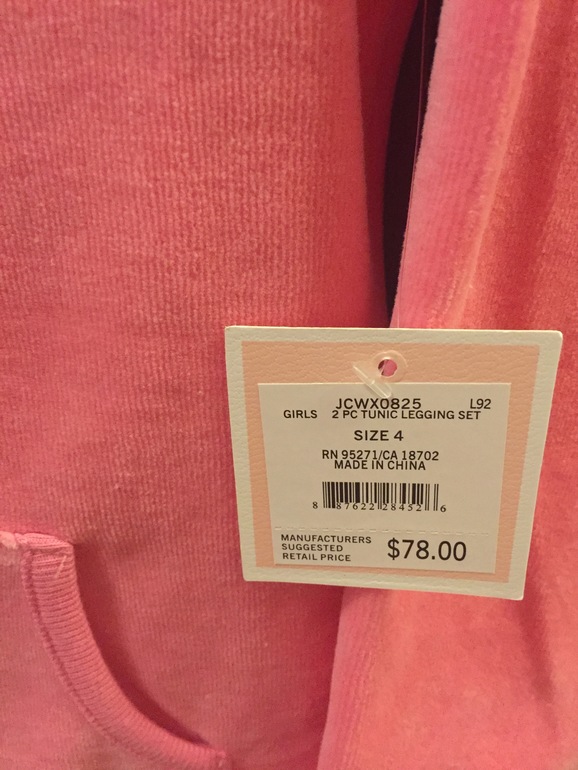 JCWX0825 L92
GIRLS 2 PC TUNIC LEGGING SET
SIZE 4
RN 95271/CA 18702
MADE IN CHINA
8 87622 28452 6
MANUFACTURERS
SUGGESTED
RETAIL PRICE
$78.00